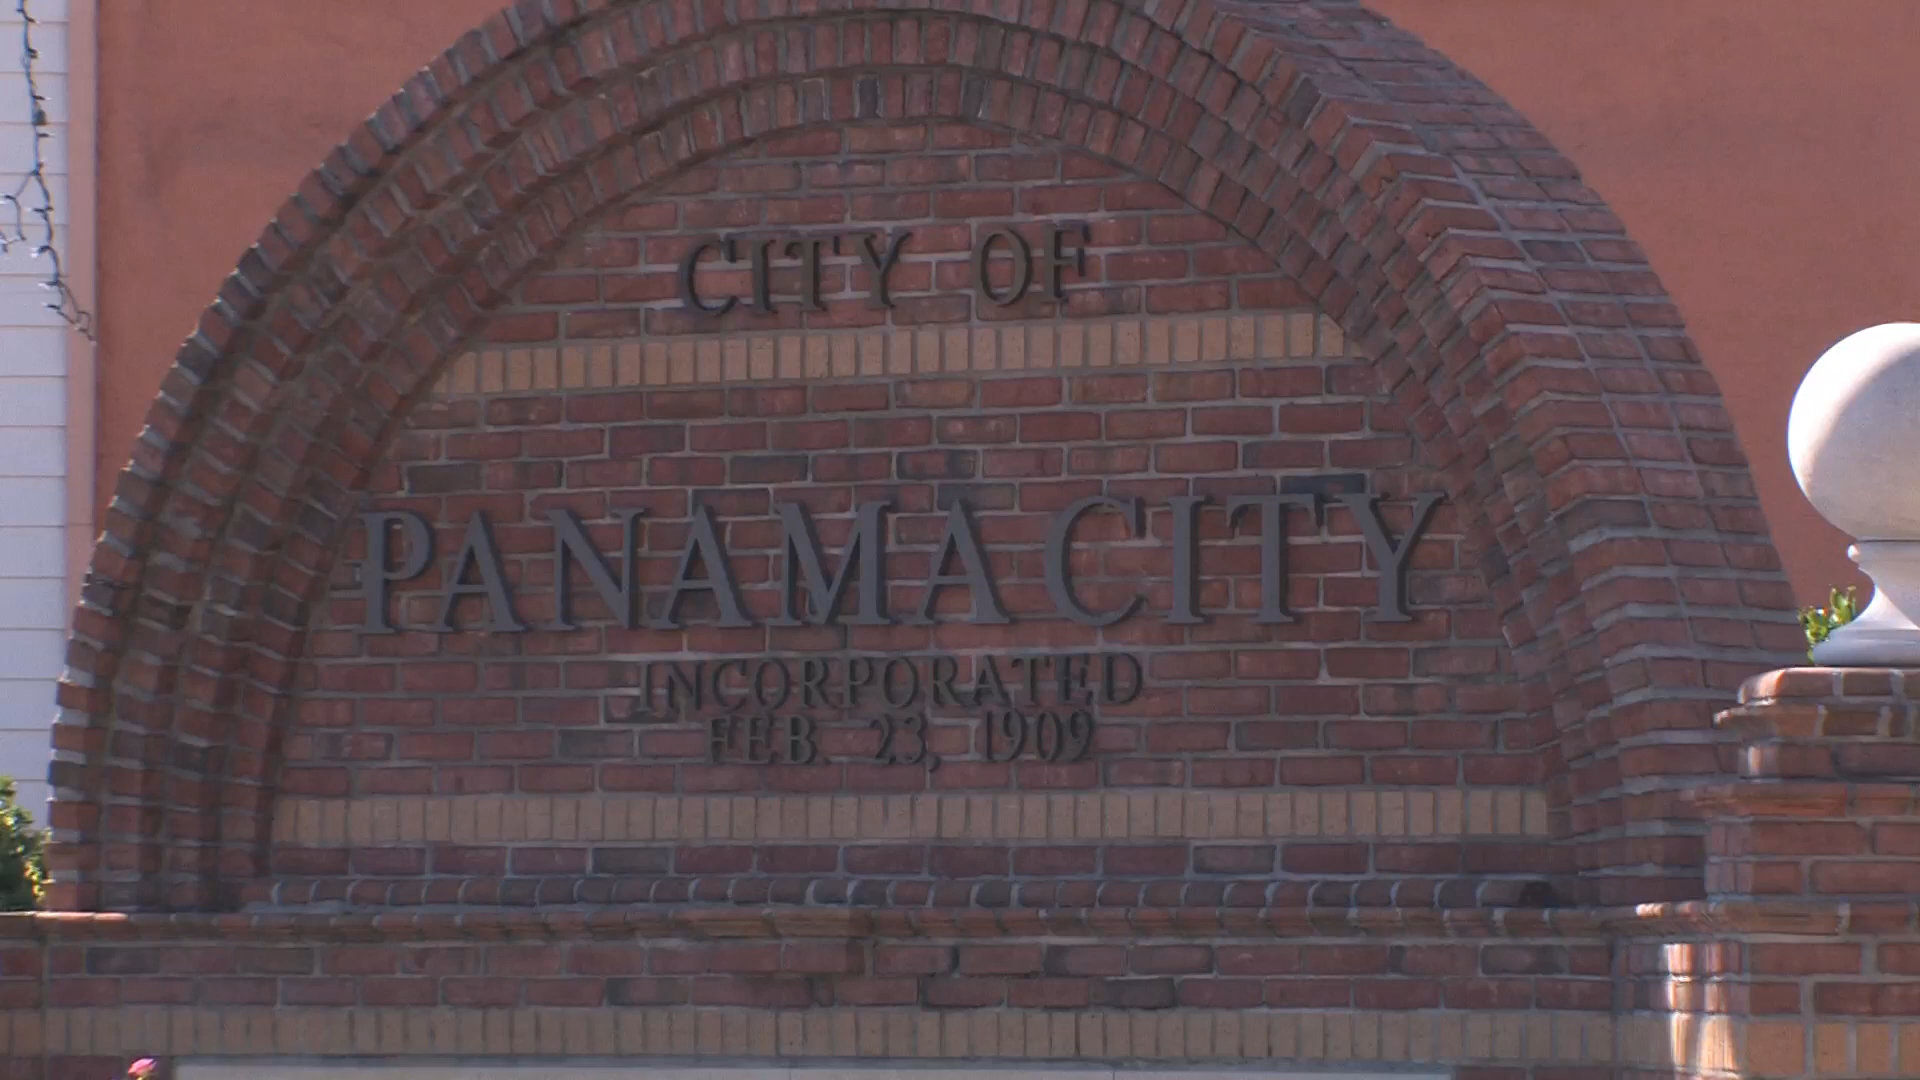 CITY OF
PANAMA CITY
INCORPORATED
FEB. 23, 1909